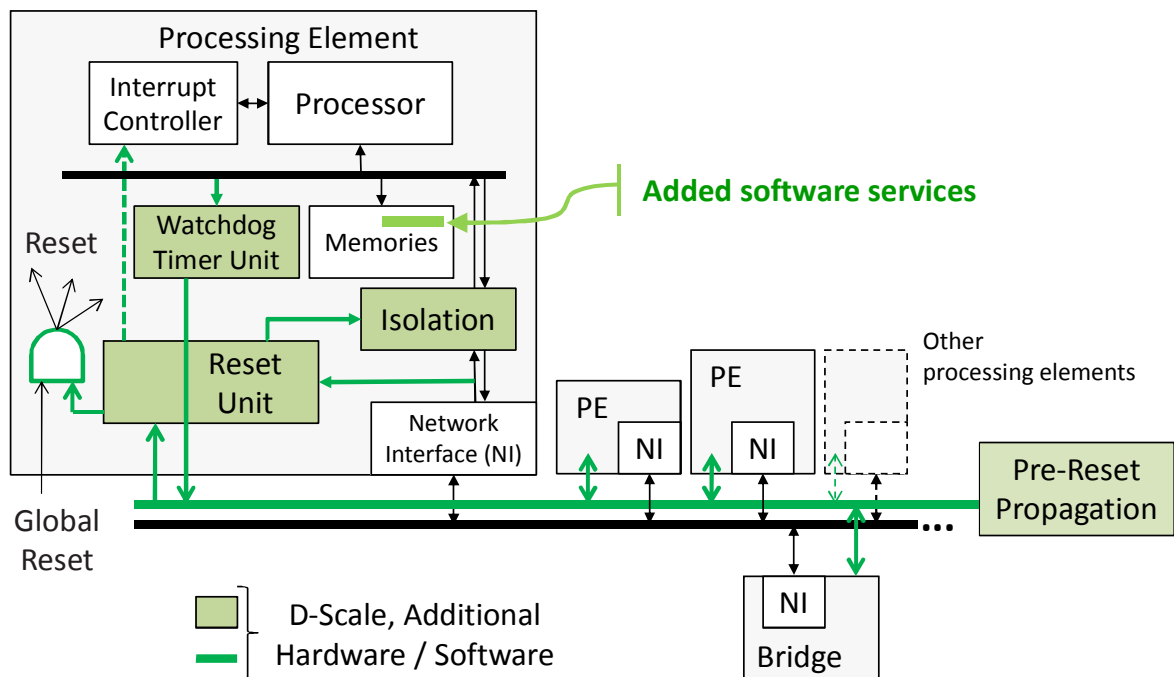 Processing Element
Interrupt
Controller
Processor
Added software services
Watchdog
Timer Unit
Memories
Reset
Isolation
Reset
Unit
Network
Interface (NI)
Other
processing elements
PE
NI
PE
NI
Pre-Reset
Propagation
Global
Reset
...
NI
Bridge
D-Scale, Additional
Hardware / Software